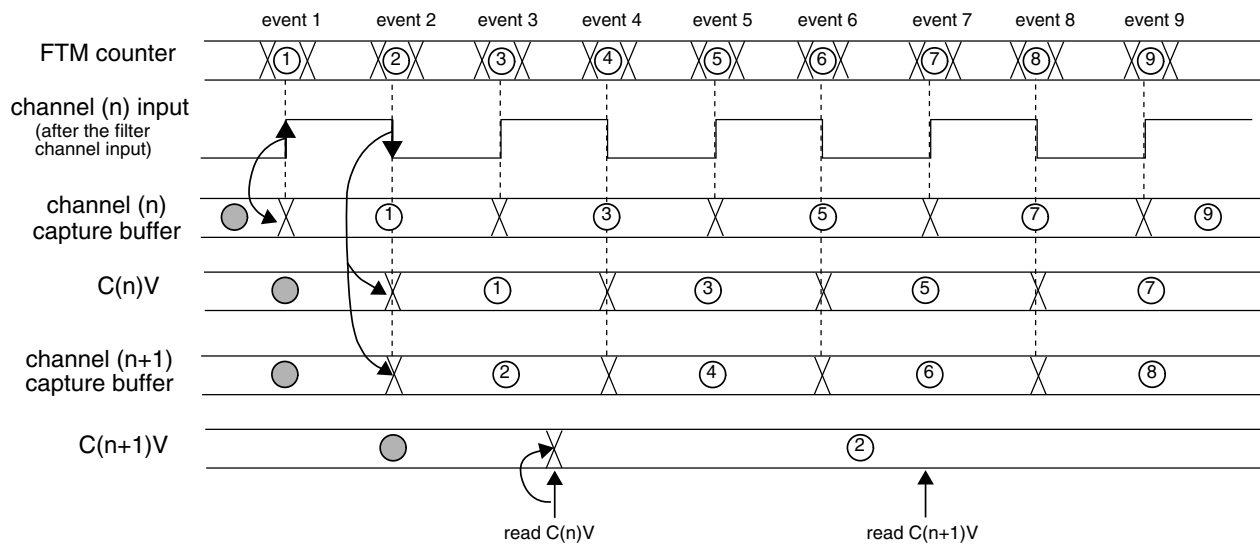 event 1 event 2 event 3 event 4 event 5 event 6 event 7 event 8 event 9
FTM counter
1 2 3 4 5 6 7 8 9
channel (n) input
(after the filter
channel input)
channel (n)
capture buffer
1 3 5 7 9
C(n)V
1 3 5 7
channel (n+1)
capture buffer
2 4 6 8
C(n+1)V
2
read C(n)V read C(n+1)V